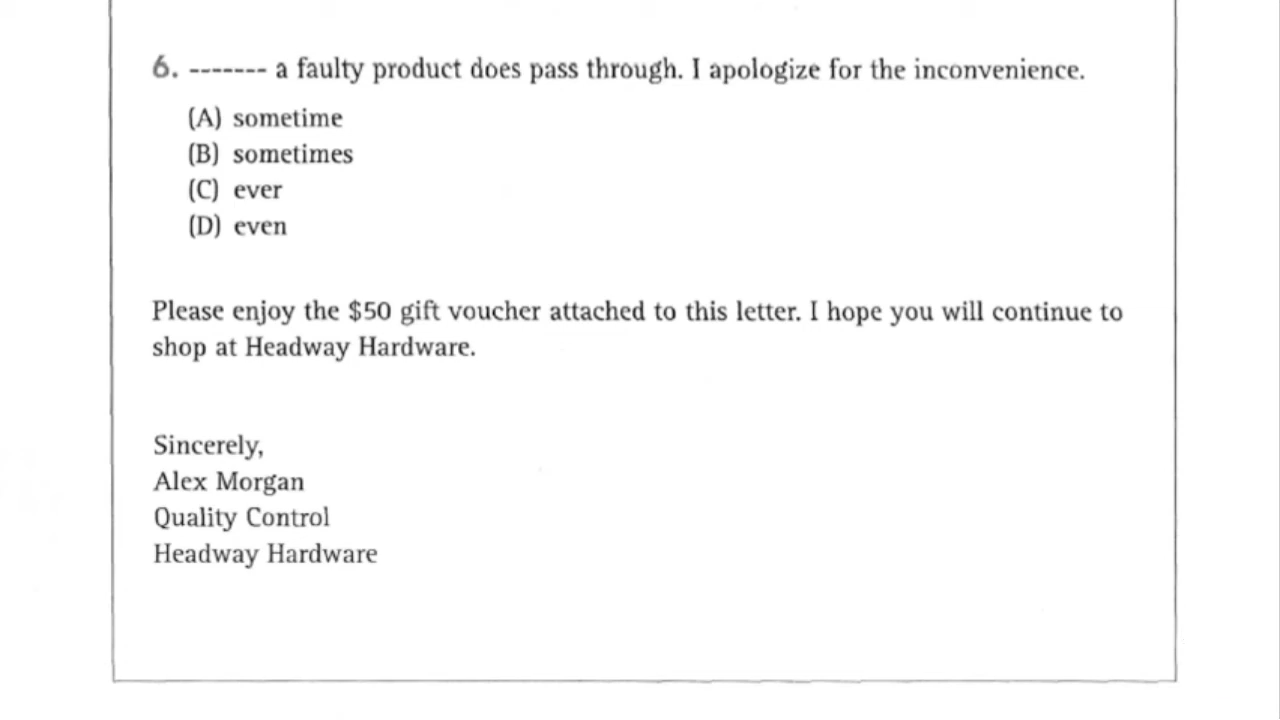 6. ------- a faulty product does pass through. I apologize for the inconvenience.
(A) sometime
(B) sometimes
(C) ever
(D) even
Please enjoy the $50 gift voucher attached to this letter. I hope you will continue to
shop at Headway Hardware.
Sincerely,
Alex Morgan
Quality Control
Headway Hardware